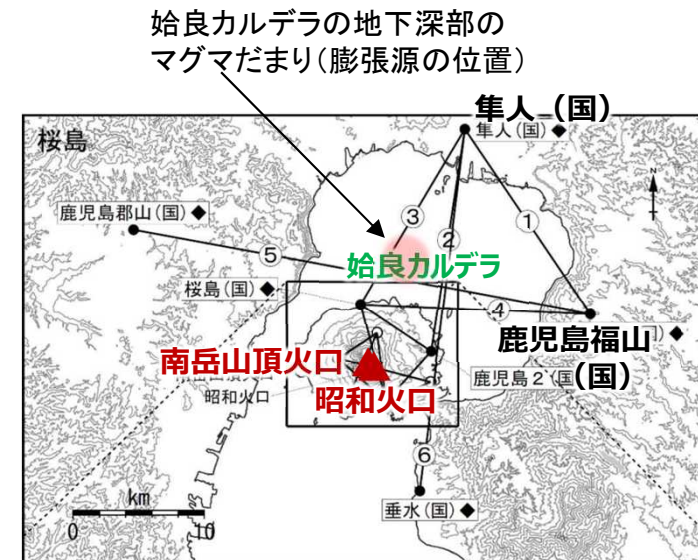 姶良カルデラの地下深部の
マグマだまり（膨張源の位置）
隼人（国）
隼人（国）◆
桜島
N
鹿児島郡山（国）◆
③
①
②
⑤
姶良カルデラ
桜島（国）◆
④
鹿児島福山
（国）
◆
南岳山頂火口
鹿児島２（国
昭和火口
昭和火口
⑥
km
0
10
垂水（国）◆